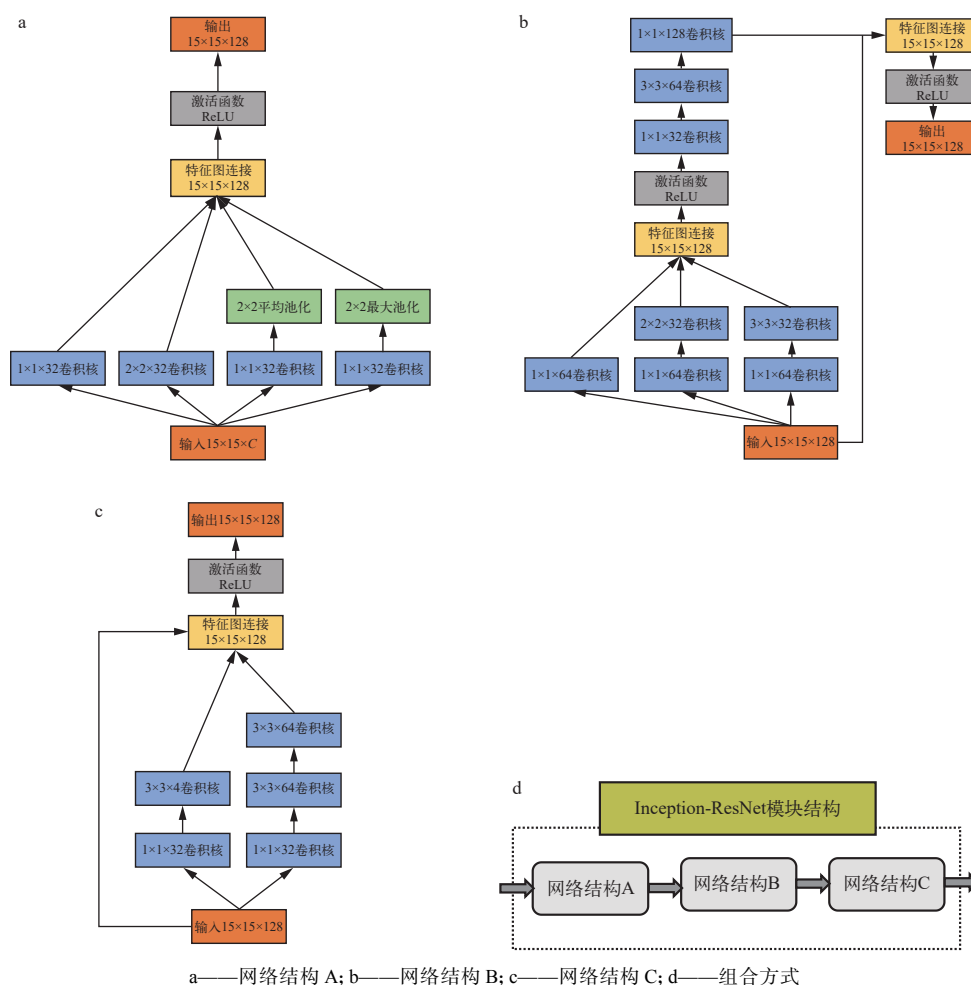 a
输出
15×15×128
激活函数
ReLU
特征图连接
15×15×128
2×2平均池化
2×2最大池化
1×1×32卷积核
2×2×32卷积核
1×1×32卷积核
1×1×32卷积核
输入15×15×C
b
1×1×128卷积核
3×3×64卷积核
1×1×32卷积核
激活函数
ReLU
特征图连接
15×15×128
2×2×32卷积核
3×3×32卷积核
1×1×64卷积核
1×1×64卷积核
1×1×64卷积核
输入15×15×128
特征图连接
15×15×128
激活函数
ReLU
输出
15×15×128
c
输出15×15×128
激活函数
ReLU
特征图连接
15×15×128
3×3×64卷积核
3×3×4卷积核
3×3×64卷积核
1×1×32卷积核
1×1×32卷积核
输入15×15×128
d
Inception-ResNet模块结构
网络结构A
网络结构B
网络结构C
a——网络结构 A; b——网络结构 B; c——网络结构 C; d——组合方式